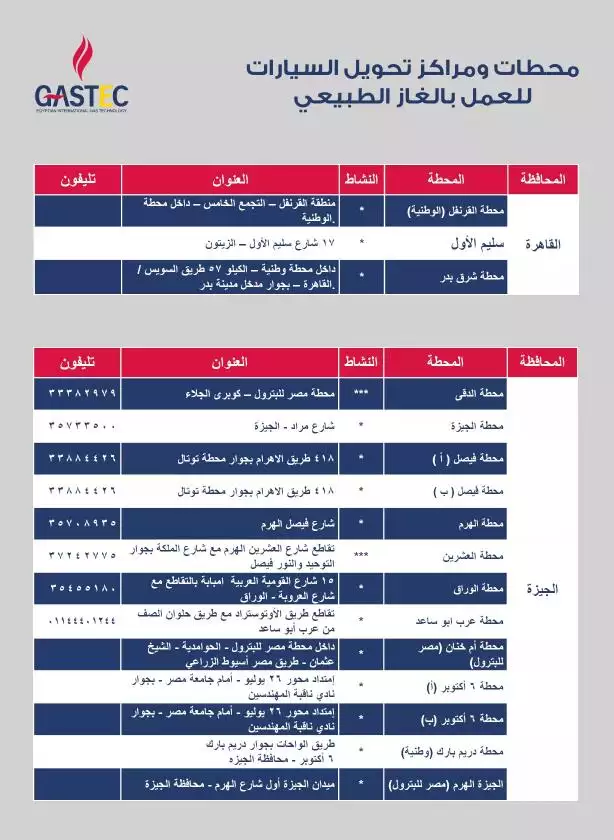 محطات ومراكز تحويل السيارات
للعمل بالغاز الطبيعي
GASTEC
EGYPTIAN INTERNATIONAL GAS TECHNOLOGY
المحافظة المحطة النشاط العنوان تليفون
القاهرة
محطة القرنفل (الوطنية) * منطقة القرنفل – التجمع الخامس – داخل محطة
الوطنية.
سليم الأول * ١٧ شارع سليم الأول – الزيتون
محطة شرق بدر * داخل محطة وطنية – الكيلو ٥٧ طريق السويس /
القاهرة – بجوار مدخل مدينة بدر.
المحافظة المحطة النشاط العنوان تليفون
الجيزة
محطة الدقى *** محطة مصر للبترول – كوبرى الجلاء ٣٣٣٨٢٩٧٩
محطة الجيزة * شارع مراد - الجيزة ٣٥٧٣٣٥٠٠
محطة فيصل ( أ ) * ٤١٨ طريق الاهرام بجوار محطة توتال ٣٣٨٨٤٤٢٦
محطة فيصل ( ب ) * ٤١٨ طريق الاهرام بجوار محطة توتال ٣٣٨٨٤٤٢٦
محطة الهرم * شارع فيصل الهرم ٣٥٧٠٨٩٣٥
محطة العشرين *** تقاطع شارع العشرين الهرم مع شارع الملكة بجوار
التوحيد والنور فيصل ٣٧٢٤٢٧٧٥
محطة الوراق * ١٥ شارع القومية العربية امبابة بالتقاطع مع
شارع العروبة - الوراق ٣٥٤٥٥١٨٠
محطة عرب ابو ساعد * تقاطع طريق الأوتوستراد مع طريق حلوان الصف
من عرب أبو ساعد ٠١١٤٤٤٠١٢٤٤
محطة أم خنان (مصر
للبترول) * داخل محطة مصر للبترول - الحوامدية - الشيخ
عثمان - طريق مصر أسيوط الزراعي
محطة ٦ أكتوبر (أ) * إمتداد محور ٢٦ يوليو - أمام جامعة مصر - بجوار
نادي ناقبة المهندسين
محطة ٦ أكتوبر (ب) * إمتداد محور ٢٦ يوليو - أمام جامعة مصر - بجوار
نادي ناقبة المهندسين
محطة دريم بارك (وطنية) * طريق الواحات بجوار دريم بارك
٦ أكتوبر - محافظة الجيزه
الجيزة الهرم (مصر للبترول) * ميدان الجيزة أول شارع الهرم - محافظة الجيزة